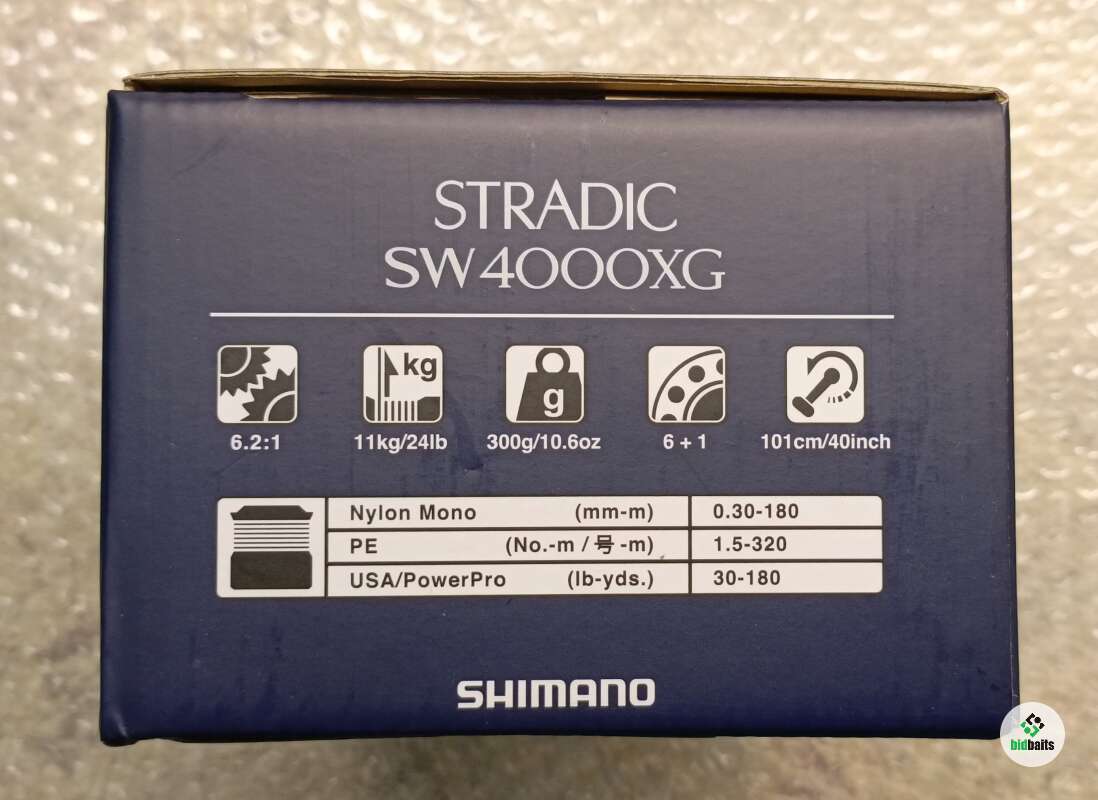 STRADIC
SW4000XG
kg
g
6.2:1
11kg/24lb
300g/10.6oz
6 + 1
101cm/40inch
Nylon Mono (mm-m) 0.30-180
PE (No.-m / 号 -m) 1.5-320
USA/PowerPro (lb-yds.) 30-180
SHIMANO
bidbaits